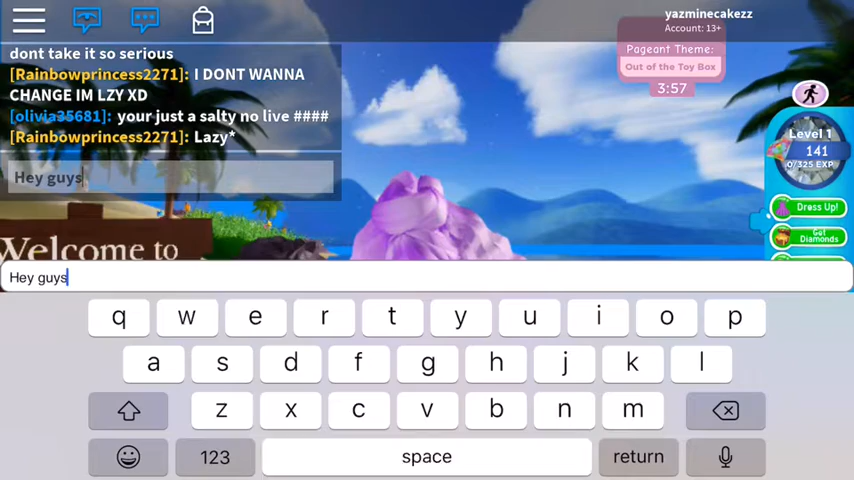 yazminecakezz
Account: 13+
dont take it so serious
[Rainbowprincess2271]: I DONT WANNA
CHANGE IM LZY XD
[olivia35681]: your just a salty no live ####
[Rainbowprincess2271]: Lazy*
Hey guys
Pageant Theme:
Out of the Toy Box
3:57
Level 1
141
0/325 EXP
Dress Up!
Get
Diamonds
Welcome to
Hey guys
q w e r t y u i o p
a s d f g h j k l
z x c v b n m
123 space return